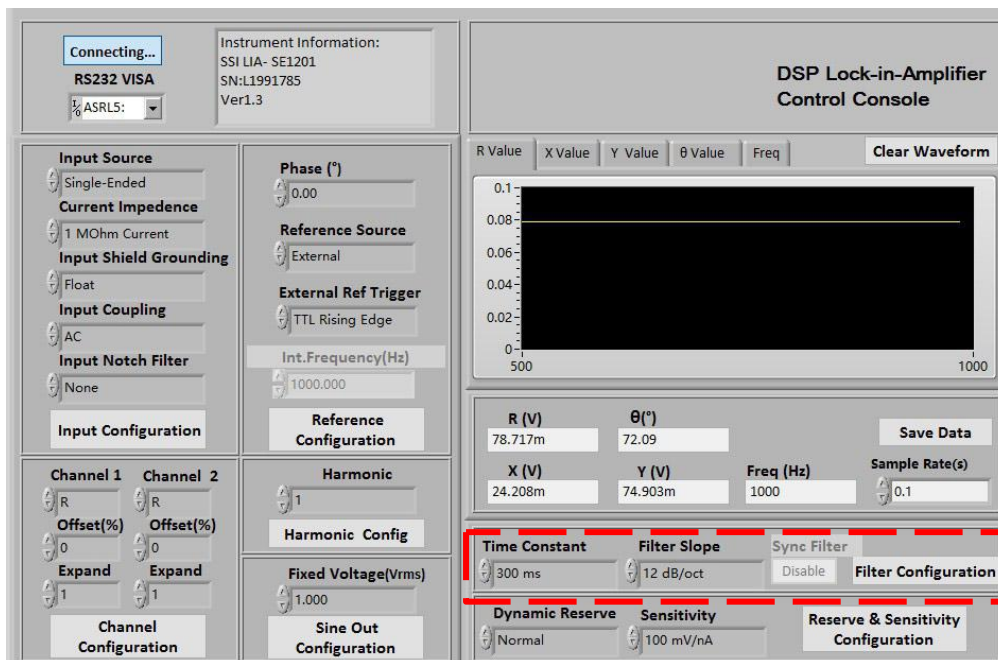 Connecting...
RS232 VISA
ASRL5:
Instrument Information:
SSI LIA- SE1201
SN:L1991785
Ver1.3
DSP Lock-in-Amplifier
Control Console
Input Source
Single-Ended
Current Impedence
1 MOhm Current
Input Shield Grounding
Float
Input Coupling
AC
Input Notch Filter
None
Input Configuration
Phase (°)
0.00
Reference Source
External
External Ref Trigger
TTL Rising Edge
Int.Frequency(Hz)
1000.000
Reference
Configuration
R Value X Value Y Value θ Value Freq Clear Waveform
0.1
0.08
0.06
0.04
0.02
0
500 1000
R (V) θ(°)
78.717m 72.09
Save Data
X (V) Y (V) Freq (Hz) Sample Rate(s)
24.208m 74.903m 1000 0.1
Channel 1 Channel 2
R R
Offset(%) Offset(%)
0 0
Expand Expand
1 1
Channel
Configuration
Harmonic
1
Harmonic Config
Fixed Voltage(Vrms)
1.000
Sine Out
Configuration
Time Constant Filter Slope Sync Filter
300 ms 12 dB/oct Disable Filter Configuration
Dynamic Reserve Sensitivity
Normal 100 mV/nA
Reserve & Sensitivity
Configuration